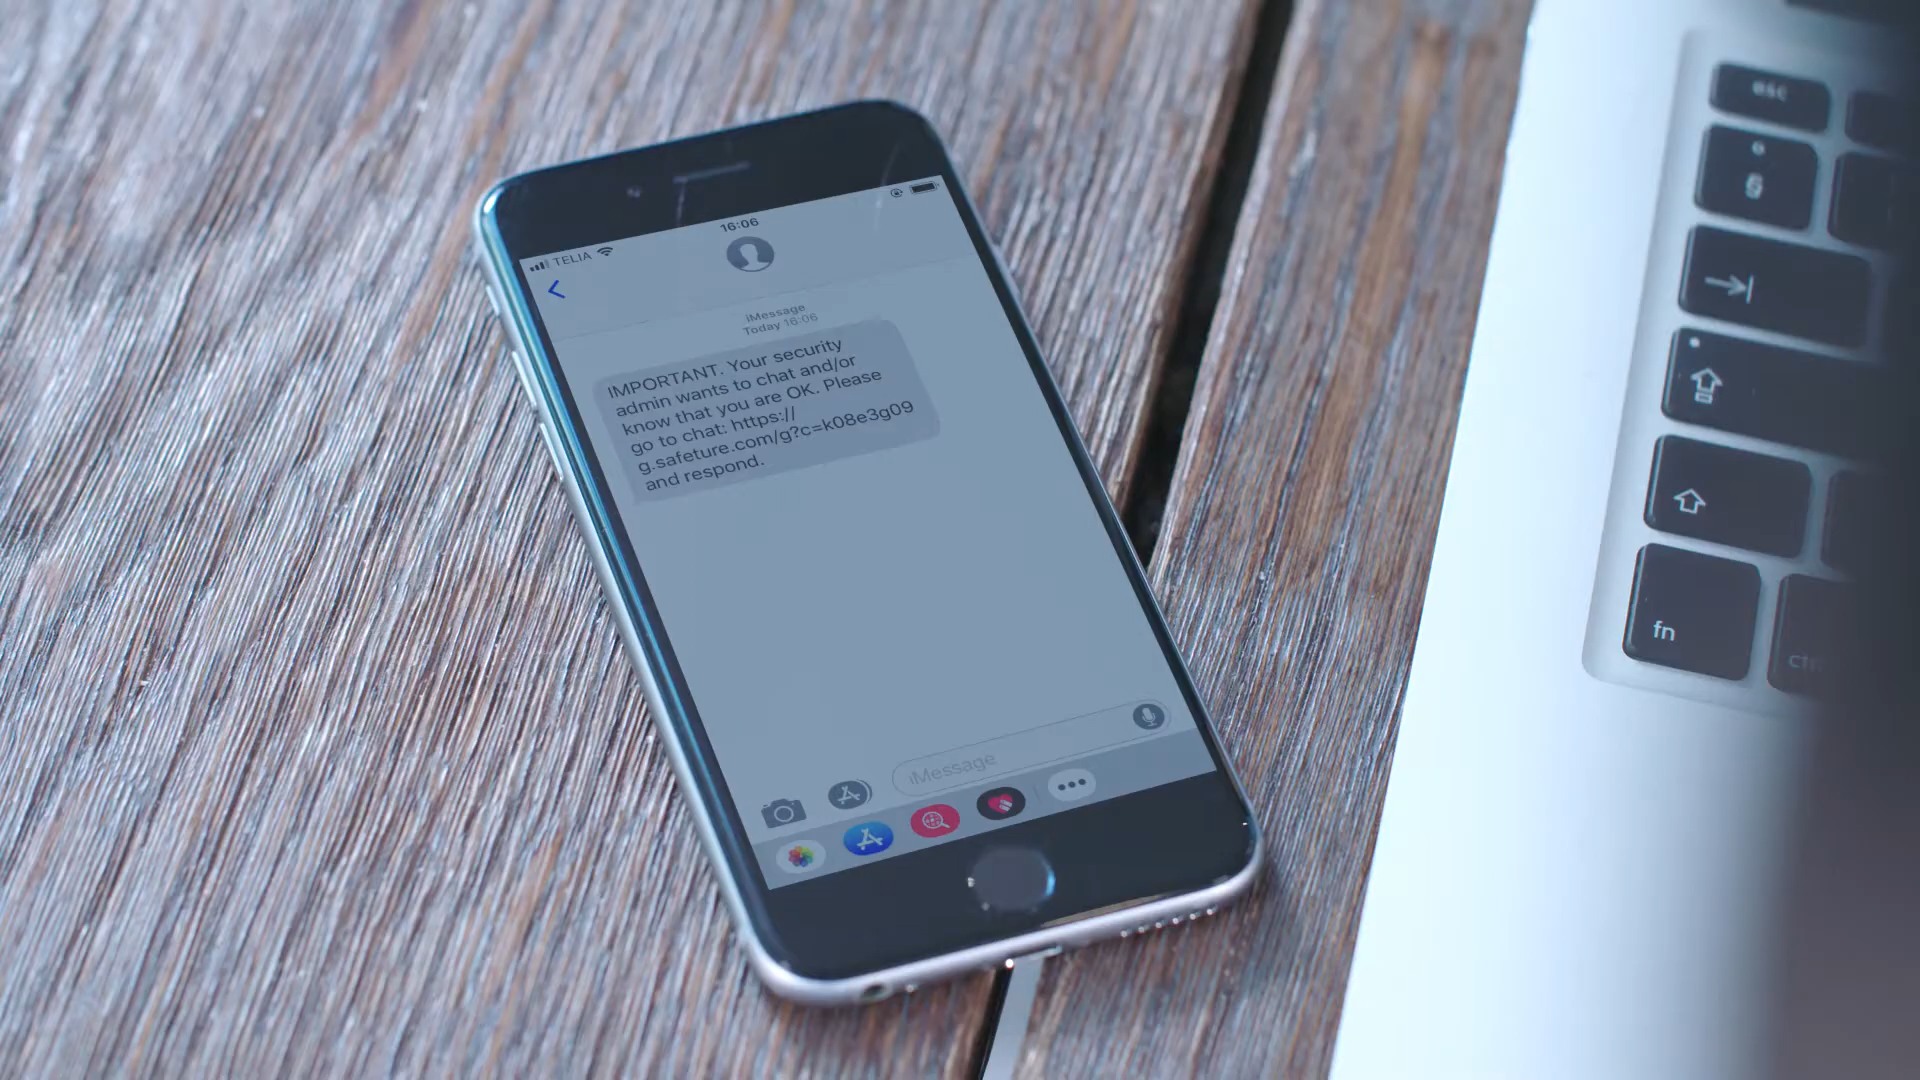 16:06
TELIA
iMessage
Today 16:06
IMPORTANT. Your security
admin wants to chat and/or
know that you are OK. Please
go to chat: https://
g.safeture.com/g?c=k08e3g09
and respond.
iMessage
esc
°
§
fn